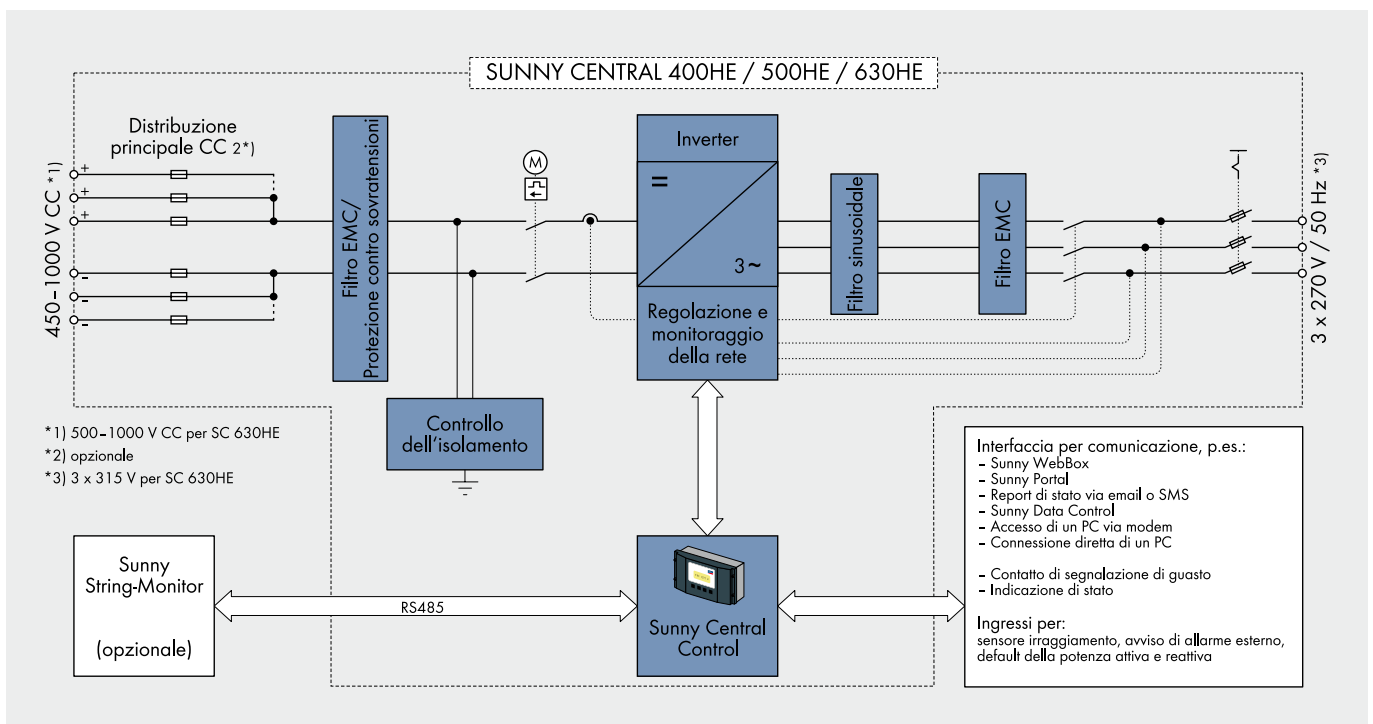 SUNNY CENTRAL 400HE / 500HE / 630HE
Distribuzione
principale CC 2*)
450–1000 V CC *1)
+
+
+
-
-
-
Filtro EMC/
Protezione contro sovratensioni
M
Inverter
=
3~
Regolazione e
monitoraggio
della rete
Filtro sinusoidale
Filtro EMC
3 x 270 V / 50 Hz *3)
Controllo
dell'isolamento
*1) 500–1000 V CC per SC 630HE
*2) opzionale
*3) 3 x 315 V per SC 630HE
Sunny
String-Monitor
(opzionale)
RS485
Sunny Central
Control
Interfaccia per comunicazione, p.es.:
– Sunny WebBox
– Sunny Portal
– Report di stato via email o SMS
– Sunny Data Control
– Accesso di un PC via modem
– Connessione diretta di un PC
– Contatto di segnalazione di guasto
– Indicazione di stato
Ingressi per:
sensore irraggiamento, avviso di allarme esterno,
default della potenza attiva e reattiva